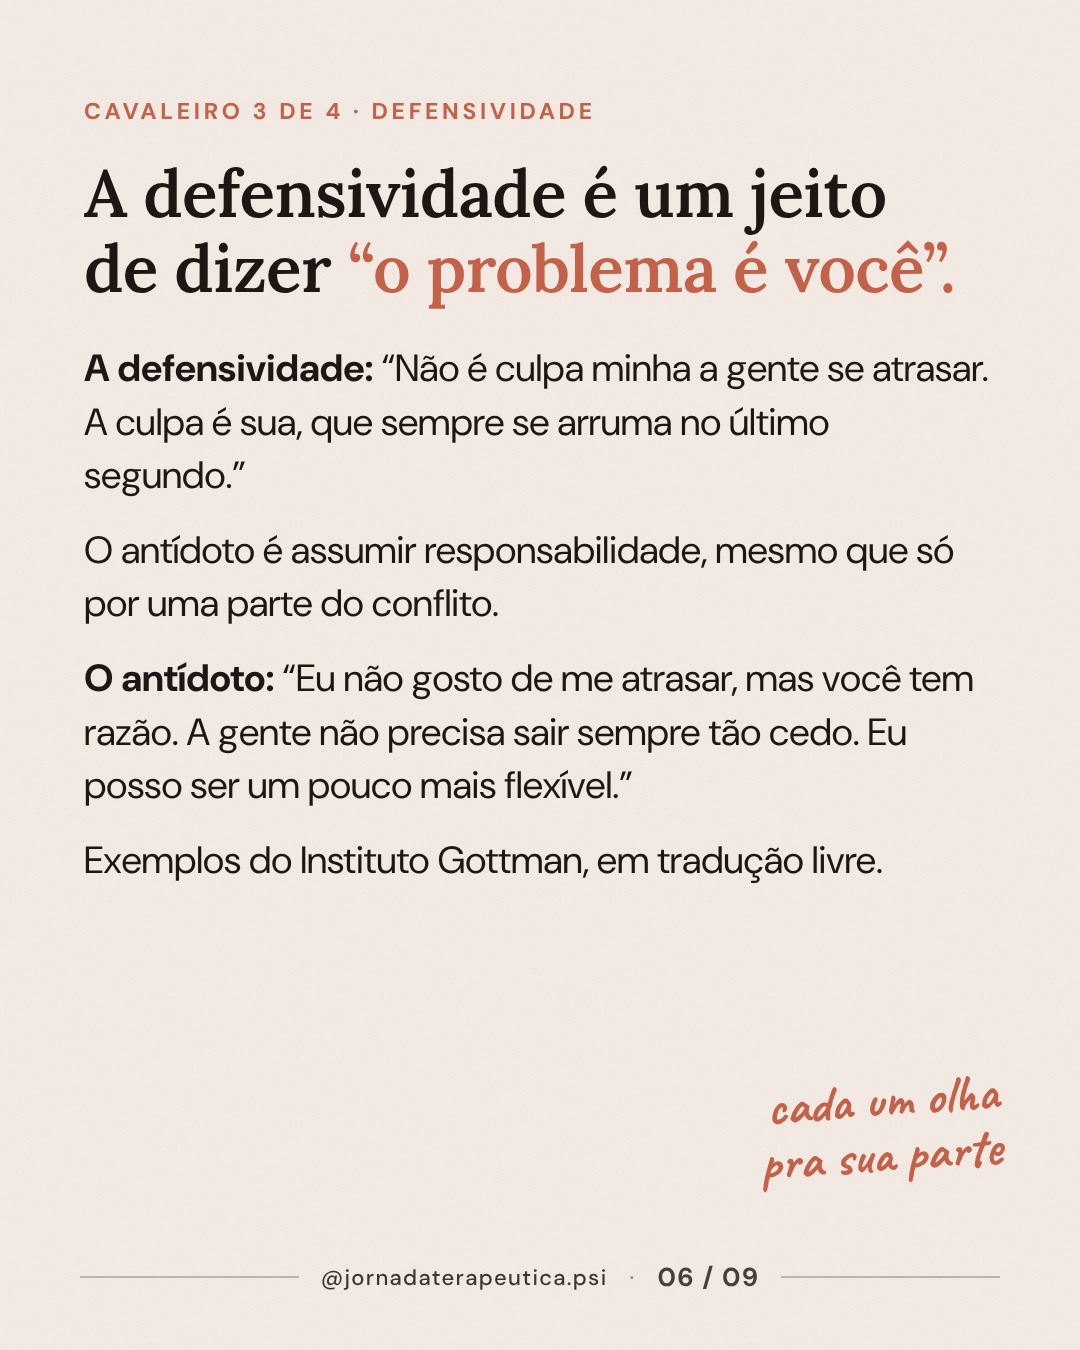 CAVALEIRO 3 DE 4 · DEFENSIVIDADE
A defensividade é um jeito
de dizer “o problema é você”.
A defensividade: “Não é culpa minha a gente se atrasar.
A culpa é sua, que sempre se arruma no último
segundo.”
O antídoto é assumir responsabilidade, mesmo que só
por uma parte do conflito.
O antídoto: “Eu não gosto de me atrasar, mas você tem
razão. A gente não precisa sair sempre tão cedo. Eu
posso ser um pouco mais flexível.”
Exemplos do Instituto Gottman, em tradução livre.
cada um olha
pra sua parte
@jornadaterapeutica.psi · 06 / 09